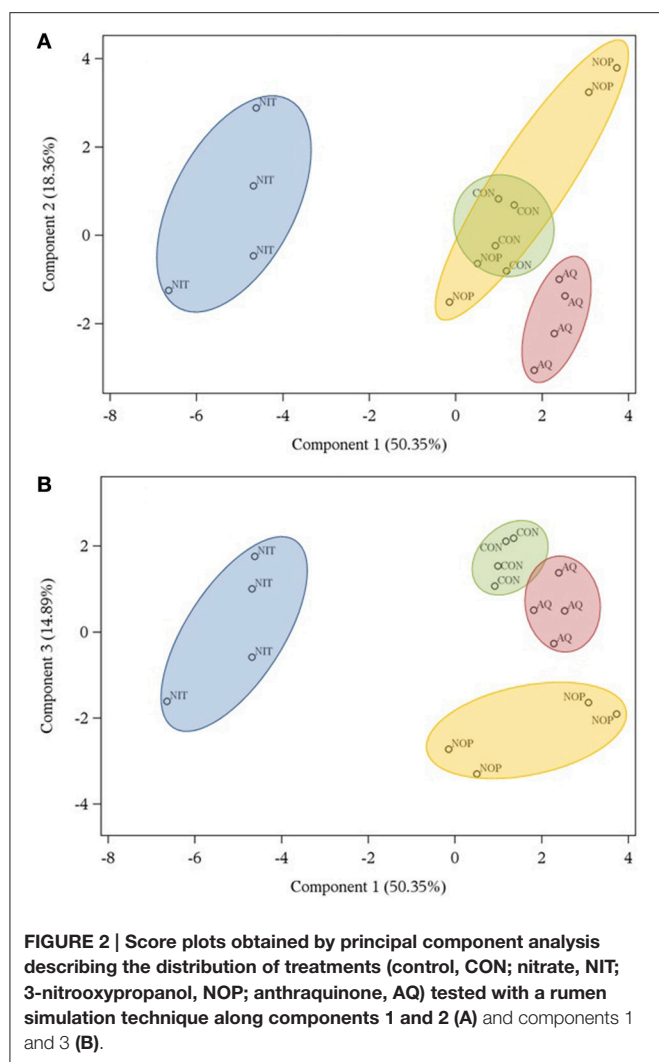 A
4
2
0
-2
Component 2 (18.36%)
NOP
NOP
NIT
NIT
NIT
NIT
CON
CON
CON
NOP
CON
NOP
AQ
AQ
AQ
AQ
-8 -6 -4 -2 0 2 4
Component 1 (50.35%)
B
2
0
-2
-4
Component 3 (14.89%)
NIT
NIT
NIT
NIT
CON
CON
CON
AQ
AQ
AQ
AQ
NOP
NOP
NOP
NOP
-8 -6 -4 -2 0 2 4
Component 1 (50.35%)
FIGURE 2 | Score plots obtained by principal component analysis
describing the distribution of treatments (control, CON; nitrate, NIT;
3-nitrooxypropanol, NOP; anthraquinone, AQ) tested with a rumen
simulation technique along components 1 and 2 (A) and components 1
and 3 (B).